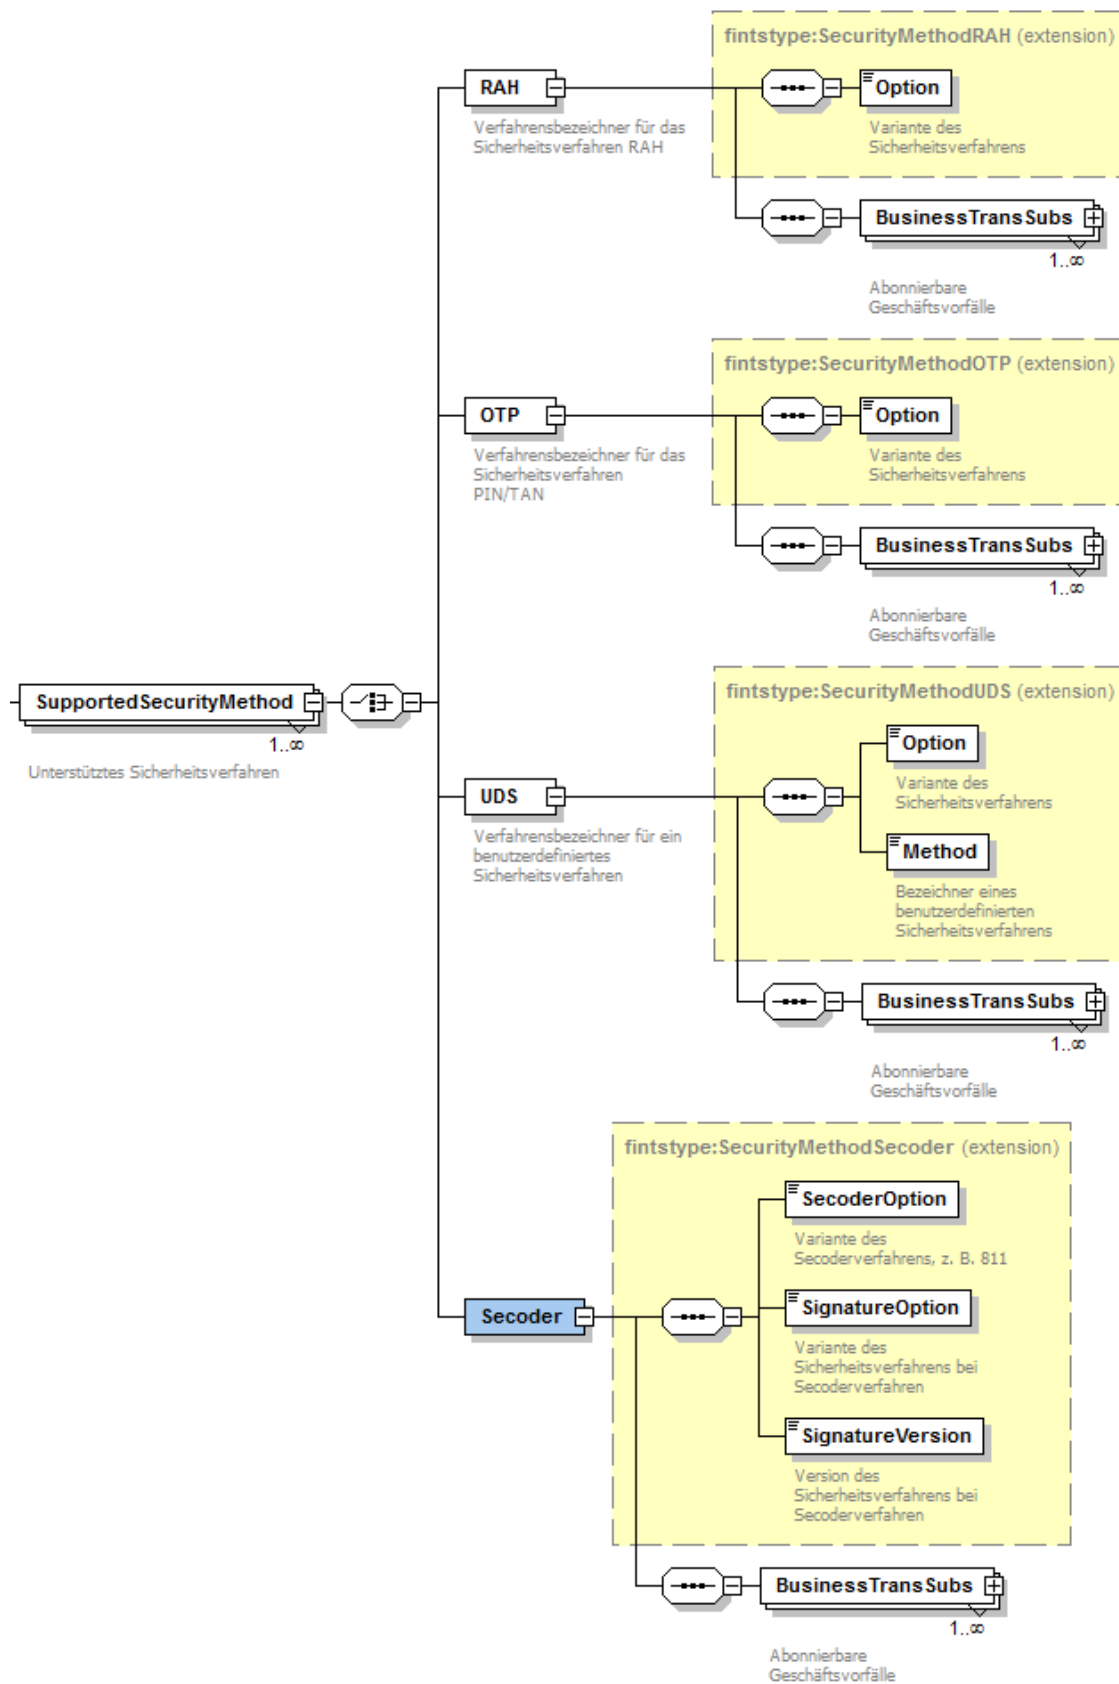 fintstype:SecurityMethodRAH (extension)
RAH
Option
Verfahrensbezeichner für das
Sicherheitsverfahren RAH
Variante des
Sicherheitsverfahrens
BusinessTransSubs
1..∞
Abonnierbare
Geschäftsvorfälle
fintstype:SecurityMethodOTP (extension)
OTP
Option
Verfahrensbezeichner für das
Sicherheitsverfahren
PIN/TAN
Variante des
Sicherheitsverfahrens
BusinessTransSubs
1..∞
Abonnierbare
Geschäftsvorfälle
SupportedSecurityMethod
1..∞
Unterstütztes Sicherheitsverfahren
fintstype:SecurityMethodUDS (extension)
Option
Variante des
Sicherheitsverfahrens
UDS
Verfahrensbezeichner für ein
benutzerdefiniertes
Sicherheitsverfahren
Method
Bezeichner eines
benutzerdefinierten
Sicherheitsverfahrens
BusinessTransSubs
1..∞
Abonnierbare
Geschäftsvorfälle
fintstype:SecurityMethodSecoder (extension)
SecoderOption
Variante des
Secoderverfahrens, z. B. 811
Secoder
SignatureOption
Variante des
Sicherheitsverfahrens bei
Secoderverfahren
SignatureVersion
Version des
Sicherheitsverfahrens bei
Secoderverfahren
BusinessTransSubs
1..∞
Abonnierbare
Geschäftsvorfälle